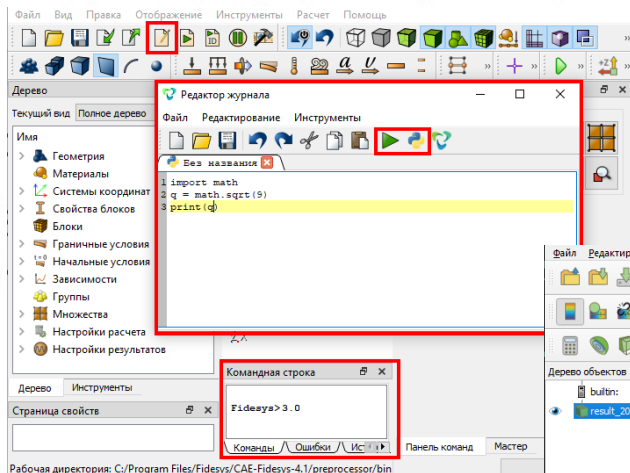 Файл Вид Правка Отображение Инструменты Расчет Помощь
Дерево
Текущий вид Полное дерево
Имя
Геометрия
Материалы
Системы координат
Свойства блоков
Блоки
Граничные условия
Начальные условия
Зависимости
Группы
Множества
Настройки расчета
Настройки результатов
Дерево Инструменты
Страница свойств
Рабочая директория: C:/Program Files/Fidesys/CAE-Fidesys-4.1/preprocessor/bin
Редактор журнала
Файл Редактирование Инструменты
Без названия
1 import math
2 q = math.sqrt(9)
3 print(q)
Z,X
Командная строка
Fidesys>3.0
Команды Ошибки Ист
Панель команд Мастер
Файл Редактир
Дерево объектов
builtin:
result_20